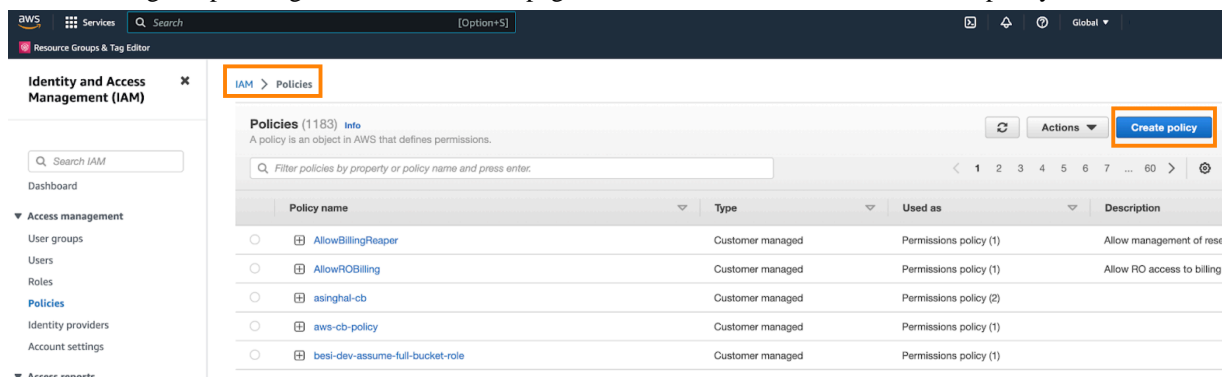 aws
Services
Search
[Option+S]
Global
Resource Groups & Tag Editor
Identity and Access
Management (IAM)
Search IAM
Dashboard
Access management
User groups
Users
Roles
Policies
Identity providers
Account settings
IAM > Policies
Policies (1183) Info
A policy is an object in AWS that defines permissions.
Actions
Create policy
Filter policies by property or policy name and press enter.
< 1 2 3 4 5 6 7 ... 60 >
Policy name Type Used as Description
AllowBillingReaper Customer managed Permissions policy (1) Allow management of rese
AllowROBilling Customer managed Permissions policy (1) Allow RO access to billing
asinghal-cb Customer managed Permissions policy (2)
aws-cb-policy Customer managed Permissions policy (1)
besi-dev-assume-full-bucket-role Customer managed Permissions policy (1)